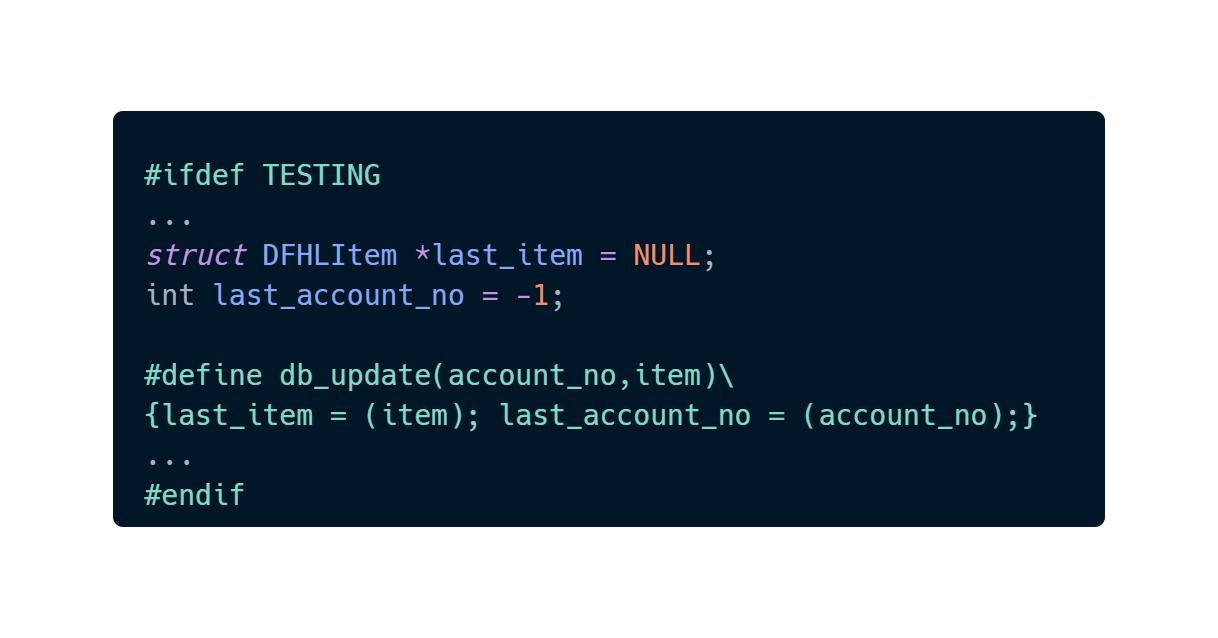 #ifdef TESTING
...
struct DFHLItem *last_item = NULL;
int last_account_no = -1;
#define db_update(account_no,item)\
{last_item = (item); last_account_no = (account_no);}
...
#endif